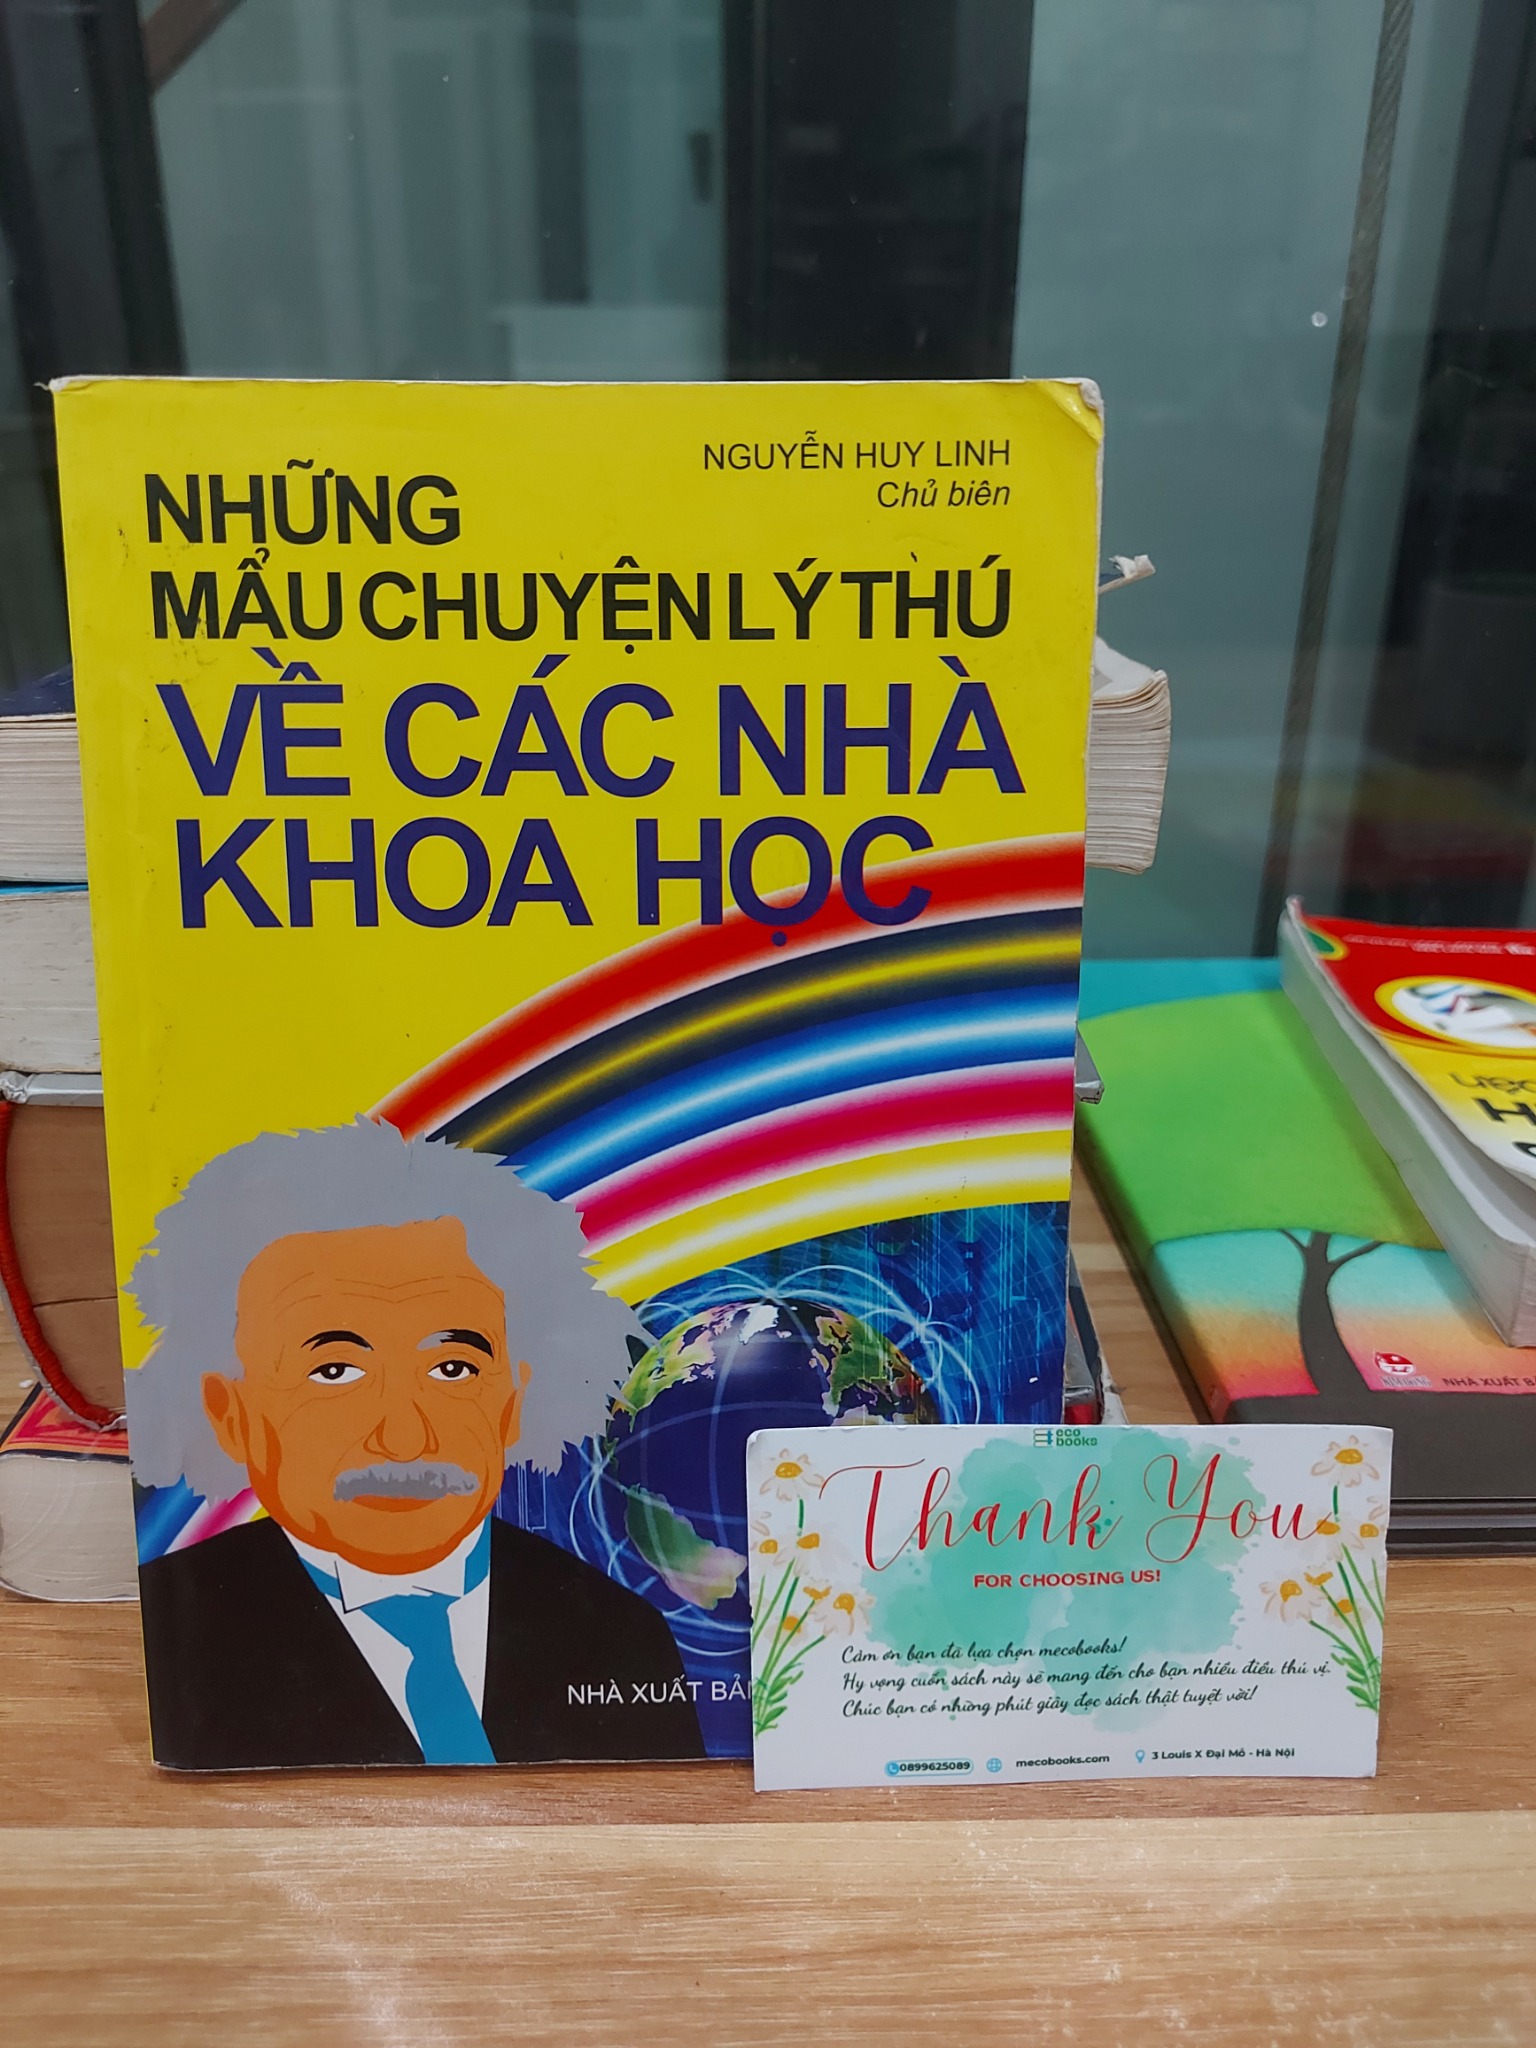 NGUYỄN HUY LINH
Chủ biên
NHỮNG
MẨU CHUYỆN LÝ THÚ
VỀ CÁC NHÀ
KHOA HỌC
NHÀ XUẤT BẢN
eco
books
Thank You
FOR CHOOSING US!
Cảm ơn bạn đã lựa chọn mecobooks!
Hy vọng cuốn sách này sẽ mang đến cho bạn nhiều điều thú vị.
Chúc bạn có những phút giây đọc sách thật tuyệt vời!
0899625089
mecobooks.com
3 Louis X Đại Mỗ - Hà Nội
NHÀ XUẤT B